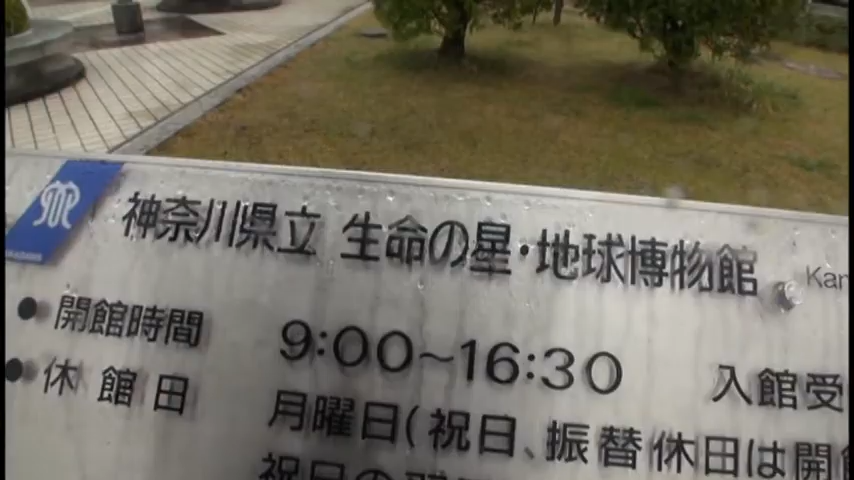 神奈川県立 生命の星・地球博物館 Kan
●開館時間 9:00~16:30 入館受
●休館日 月曜日(祝日、振替休日は開館